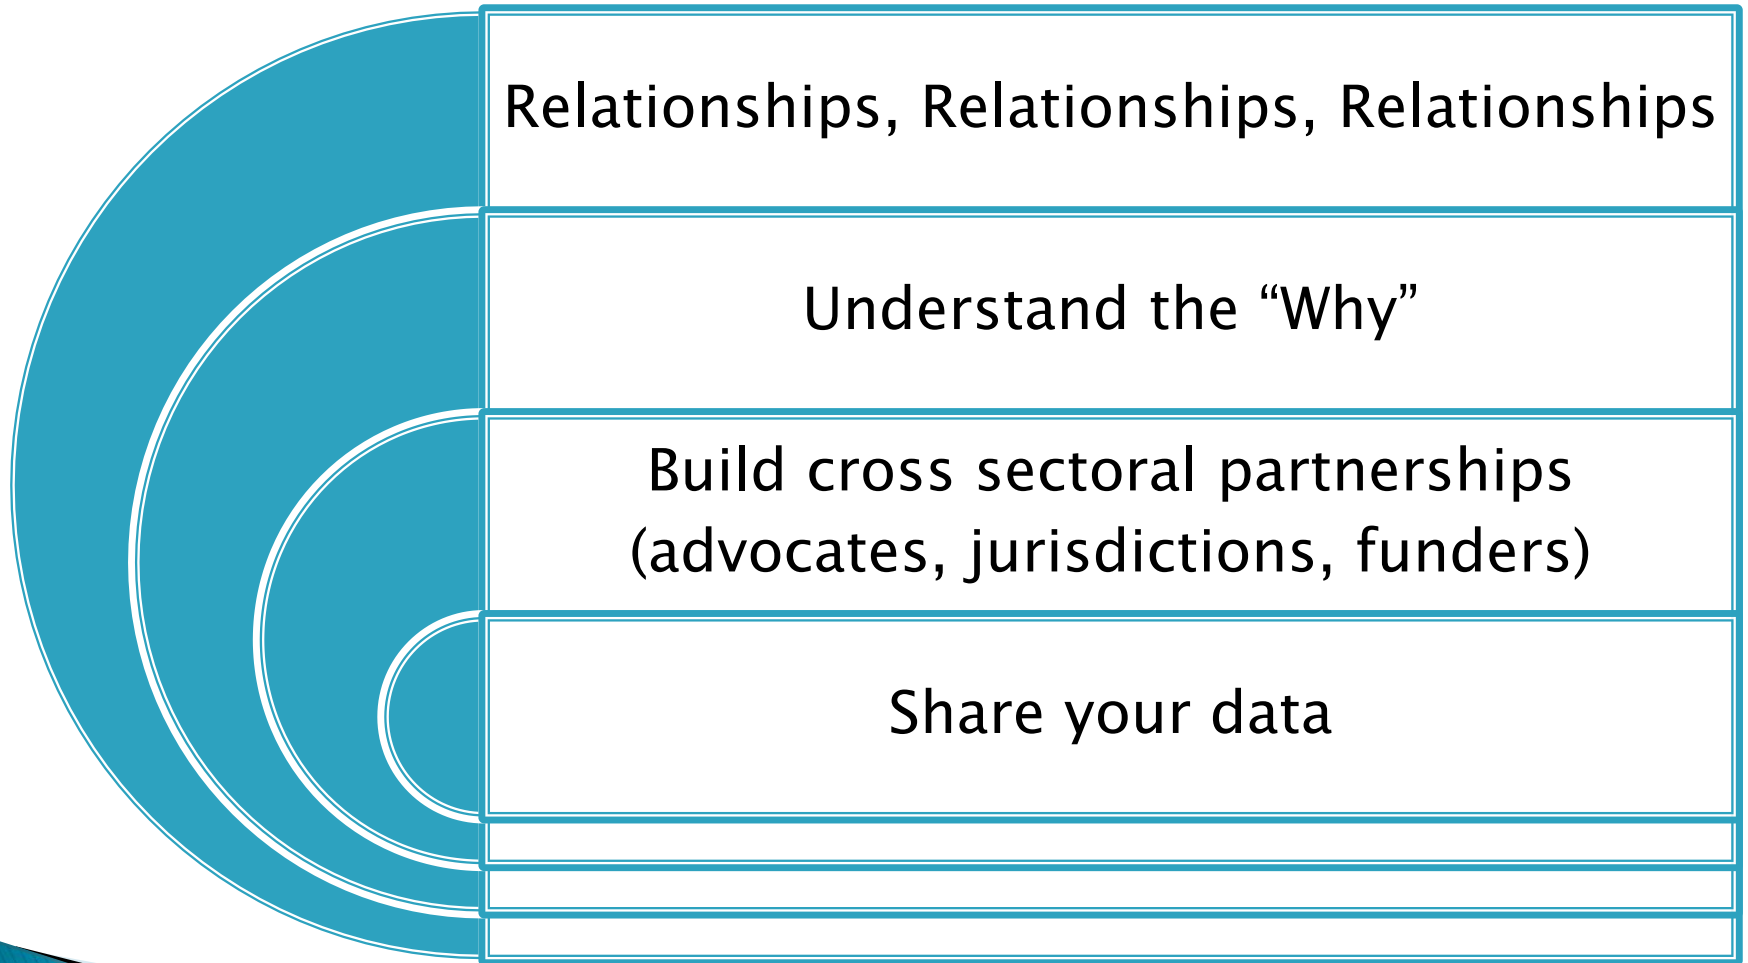 Relationships, Relationships, Relationships
Understand the “Why”
Build cross sectoral partnerships
(advocates, jurisdictions, funders)
Share your data